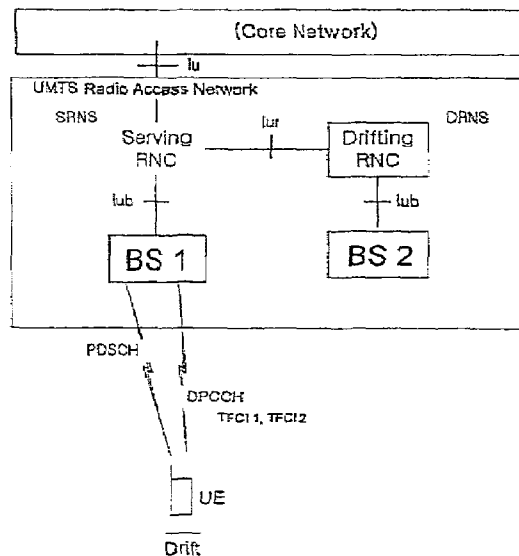 (Core Network)
Iu
UMTS Radio Access Network
SRNS
DRNS
Serving
RNC
Iur
Drifting
RNC
Iub
Iub
BS 1
BS 2
PDSCH
DPCCH
TFCI 1, TFCI 2
UE
Drift